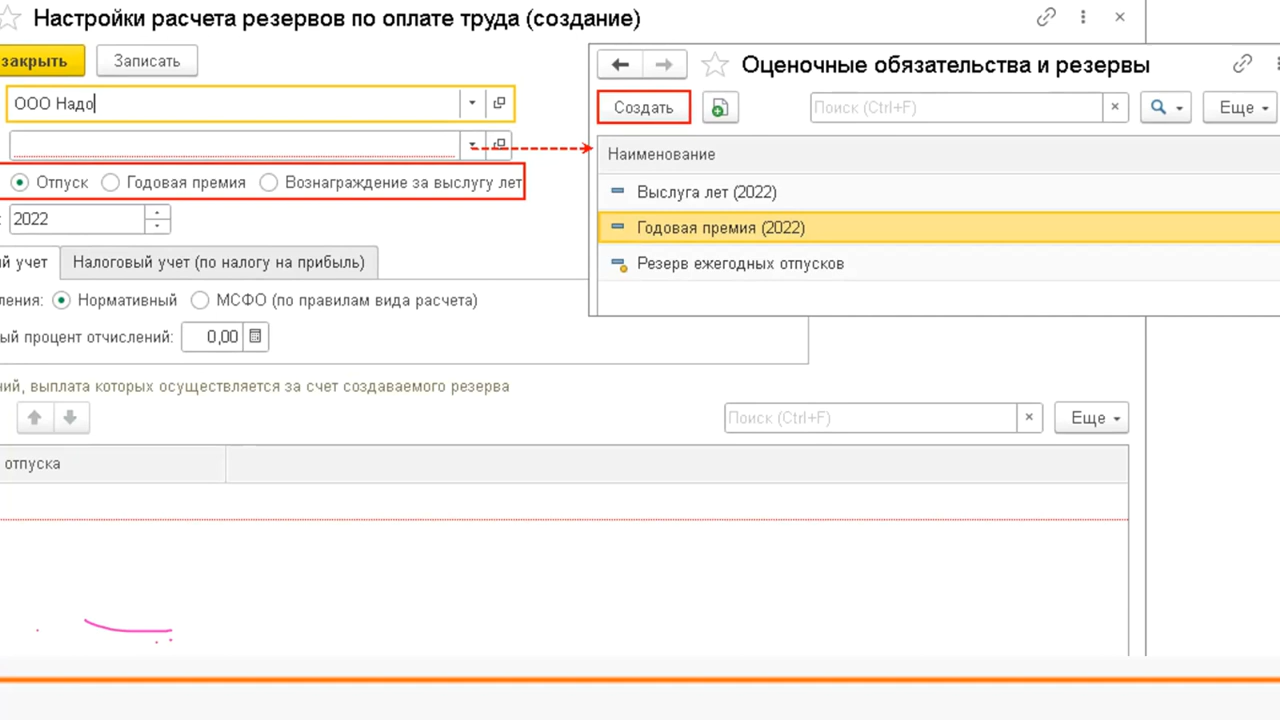 Настройки расчета резервов по оплате труда (создание)
закрыть Записать
ООО Надо
Отпуск Годовая премия Вознаграждение за выслугу лет
: 2022
й учет Налоговый учет (по налогу на прибыль)
ления: Нормативный МСФО (по правилам вида расчета)
ый процент отчислений: 0,00
ний, выплата которых осуществляется за счет создаваемого резерва
Поиск (Ctrl+F) × Еще
отпуска
Оценочные обязательства и резервы
Создать Поиск (Ctrl+F) × Еще
Наименование
Выслуга лет (2022)
Годовая премия (2022)
Резерв ежегодных отпусков